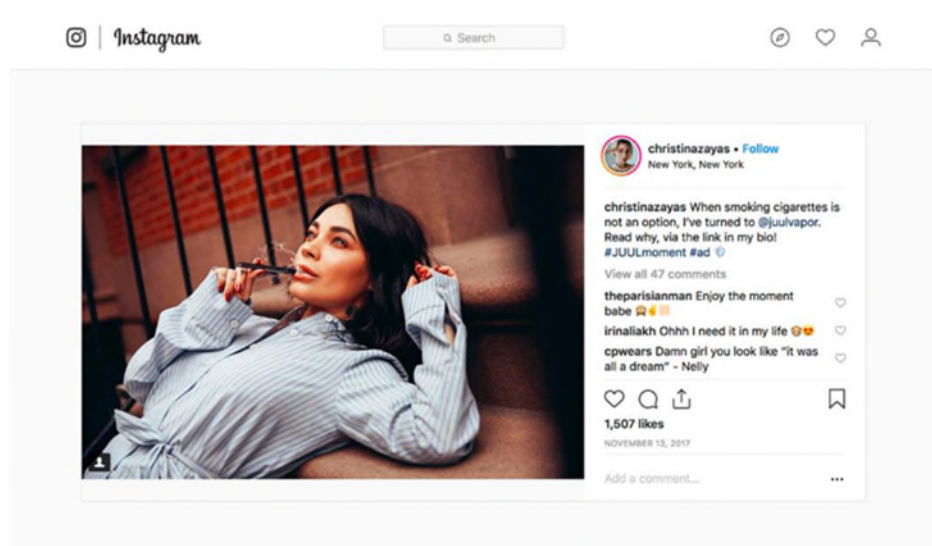 Instagram
Search
christinazayas • Follow
New York, New York
christinazayas When smoking cigarettes is
not an option, I've turned to @juulvapor.
Read why, via the link in my bio!
#JUULmoment #ad
View all 47 comments
theparisianman Enjoy the moment
babe
irinaliakh Ohhh I need it in my life
cpwears Damn girl you look like "it was
all a dream" - Nelly
1,507 likes
NOVEMBER 13, 2017
Add a comment...